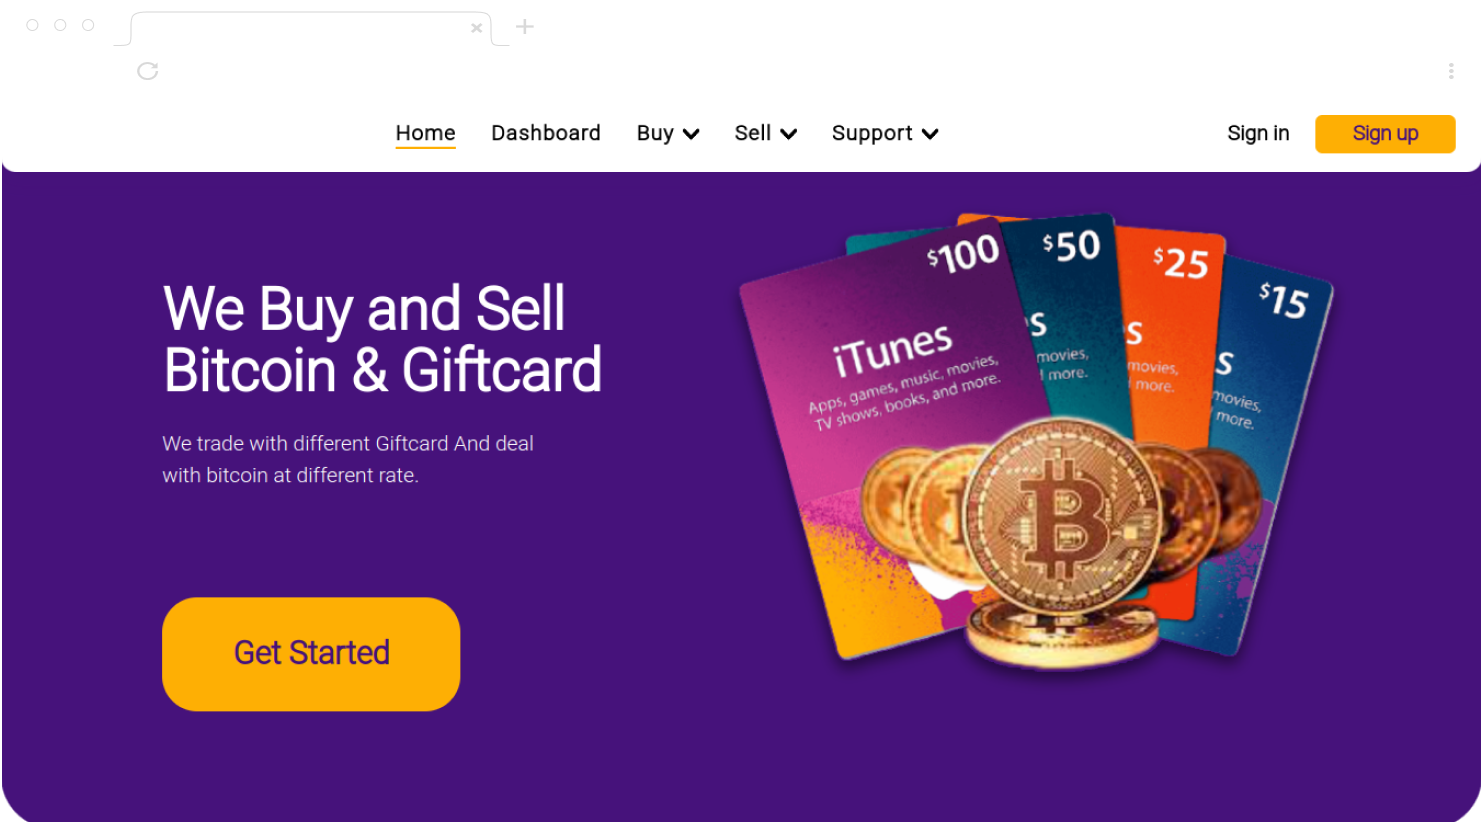 Home Dashboard Buy Sell Support Sign in Sign up
We Buy and Sell
Bitcoin & Giftcard
We trade with different Giftcard And deal
with bitcoin at different rate.
Get Started
$100
iTunes
Apps, games, music, movies,
TV shows, books, and more.
$50
s
movies,
more.
$25
s
movies,
more.
$15
s
movies,
more.